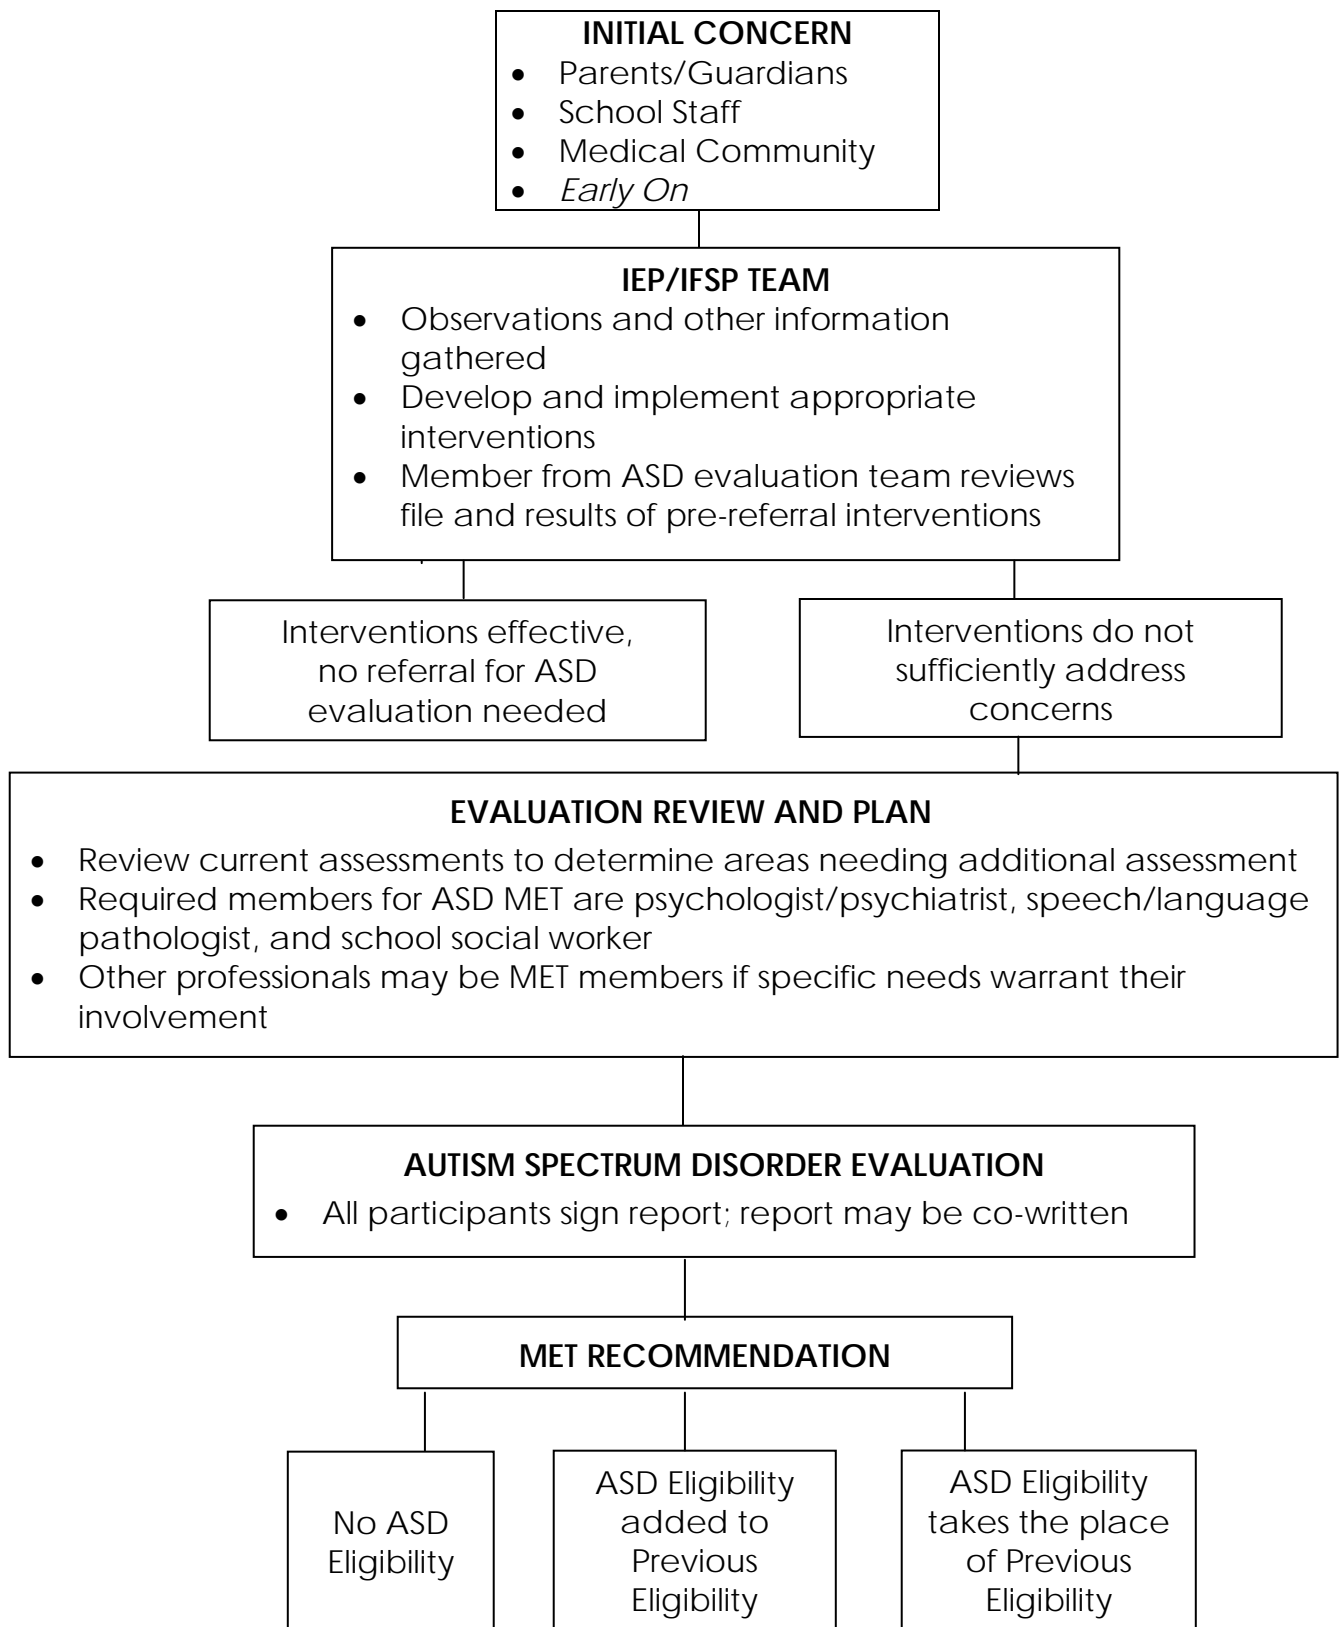 INITIAL CONCERN
• Parents/Guardians
• School Staff
• Medical Community
• Early On
IEP/IFSP TEAM
• Observations and other information
gathered
• Develop and implement appropriate
interventions
• Member from ASD evaluation team reviews
file and results of pre-referral interventions
Interventions effective,
no referral for ASD
evaluation needed
Interventions do not
sufficiently address
concerns
EVALUATION REVIEW AND PLAN
• Review current assessments to determine areas needing additional assessment
• Required members for ASD MET are psychologist/psychiatrist, speech/language
pathologist, and school social worker
• Other professionals may be MET members if specific needs warrant their
involvement
AUTISM SPECTRUM DISORDER EVALUATION
• All participants sign report; report may be co-written
MET RECOMMENDATION
No ASD
Eligibility
ASD Eligibility
added to
Previous
Eligibility
ASD Eligibility
takes the place
of Previous
Eligibility